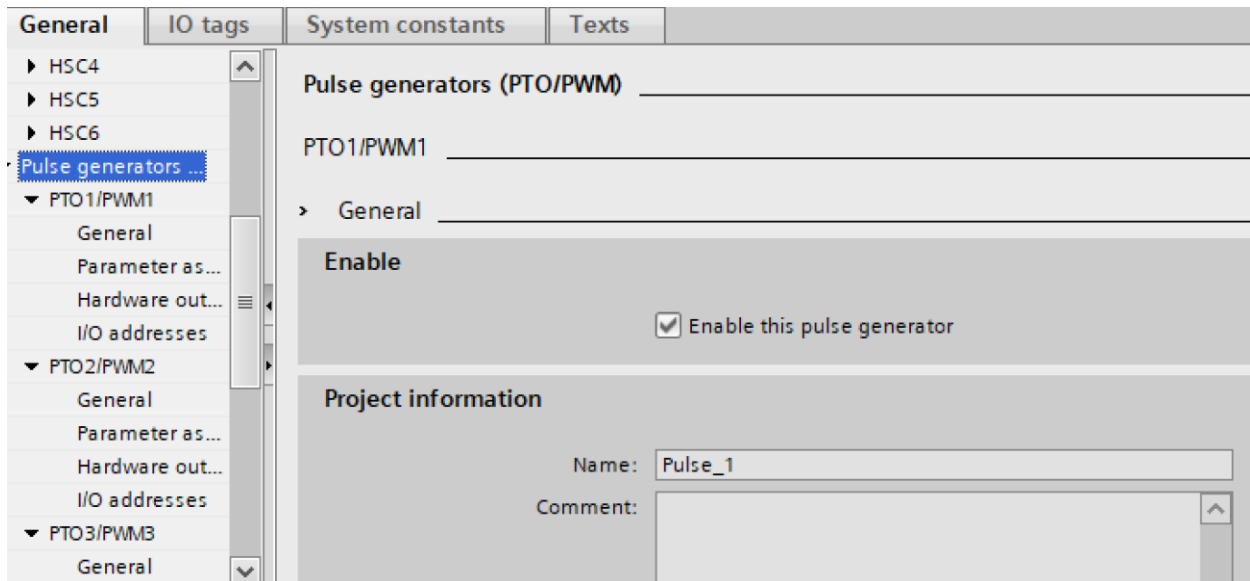 General IO tags System constants Texts
HSC4
HSC5
HSC6
Pulse generators ...
PTO1/PWM1
General
Parameter as...
Hardware out...
I/O addresses
PTO2/PWM2
General
Parameter as...
Hardware out...
I/O addresses
PTO3/PWM3
General
Pulse generators (PTO/PWM)
PTO1/PWM1
General
Enable
Enable this pulse generator
Project information
Name: Pulse_1
Comment: